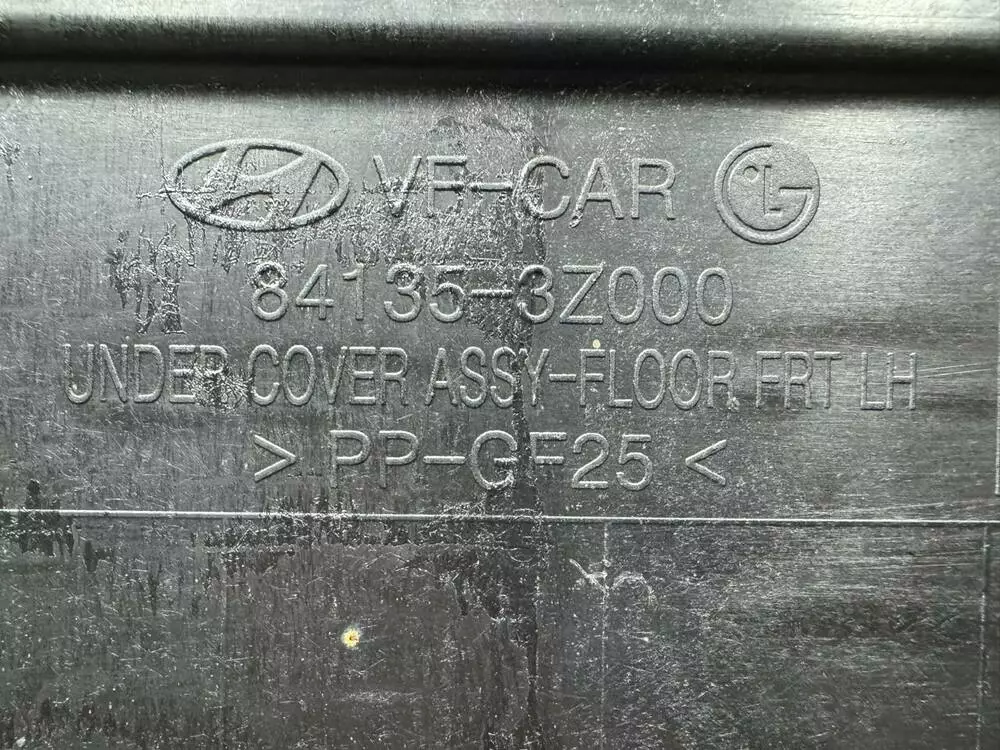 VF-CAR
84135-3Z000
UNDER COVER ASSY-FLOOR FRT LH
> PP-GF25 <